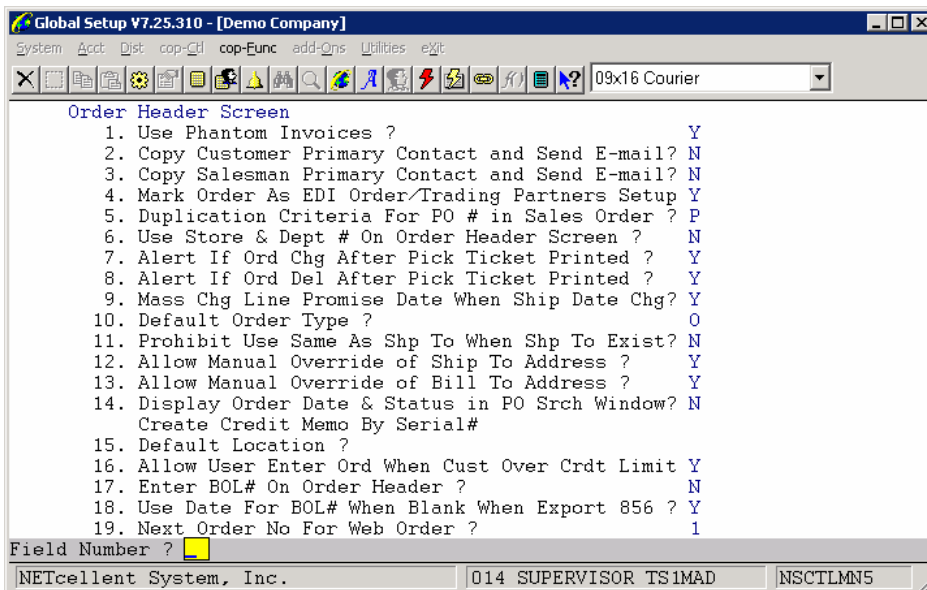 Global Setup V7.25.310 - [Demo Company]
System Acct Dist cop-Ctl cop-Func add-Ons Utilities eXit
09x16 Courier
Order Header Screen
1. Use Phantom Invoices ? Y
2. Copy Customer Primary Contact and Send E-mail? N
3. Copy Salesman Primary Contact and Send E-mail? N
4. Mark Order As EDI Order/Trading Partners Setup Y
5. Duplication Criteria For PO # in Sales Order ? P
6. Use Store & Dept # On Order Header Screen ? N
7. Alert If Ord Chg After Pick Ticket Printed ? Y
8. Alert If Ord Del After Pick Ticket Printed ? Y
9. Mass Chg Line Promise Date When Ship Date Chg? Y
10. Default Order Type ? O
11. Prohibit Use Same As Shp To When Shp To Exist? N
12. Allow Manual Override of Ship To Address ? Y
13. Allow Manual Override of Bill To Address ? Y
14. Display Order Date & Status in PO Srch Window? N
Create Credit Memo By Serial#
15. Default Location ?
16. Allow User Enter Ord When Cust Over Crdt Limit Y
17. Enter BOL# On Order Header ? N
18. Use Date For BOL# When Blank When Export 856 ? Y
19. Next Order No For Web Order ? 1
Field Number ?
NETcellent System, Inc. 014 SUPERVISOR TS1MAD NSCTLMN5